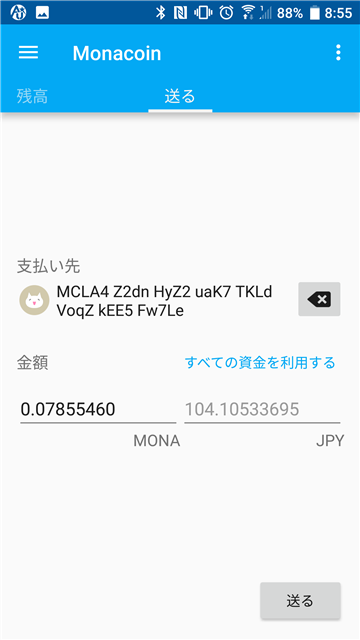 88% 8:55
Monacoin
残高 送る
支払い先
MCLA4 Z2dn HyZ2 uaK7 TKLd
VoqZ kEE5 Fw7Le
金額 すべての資金を利用する
0.07855460 104.10533695
MONA JPY
送る